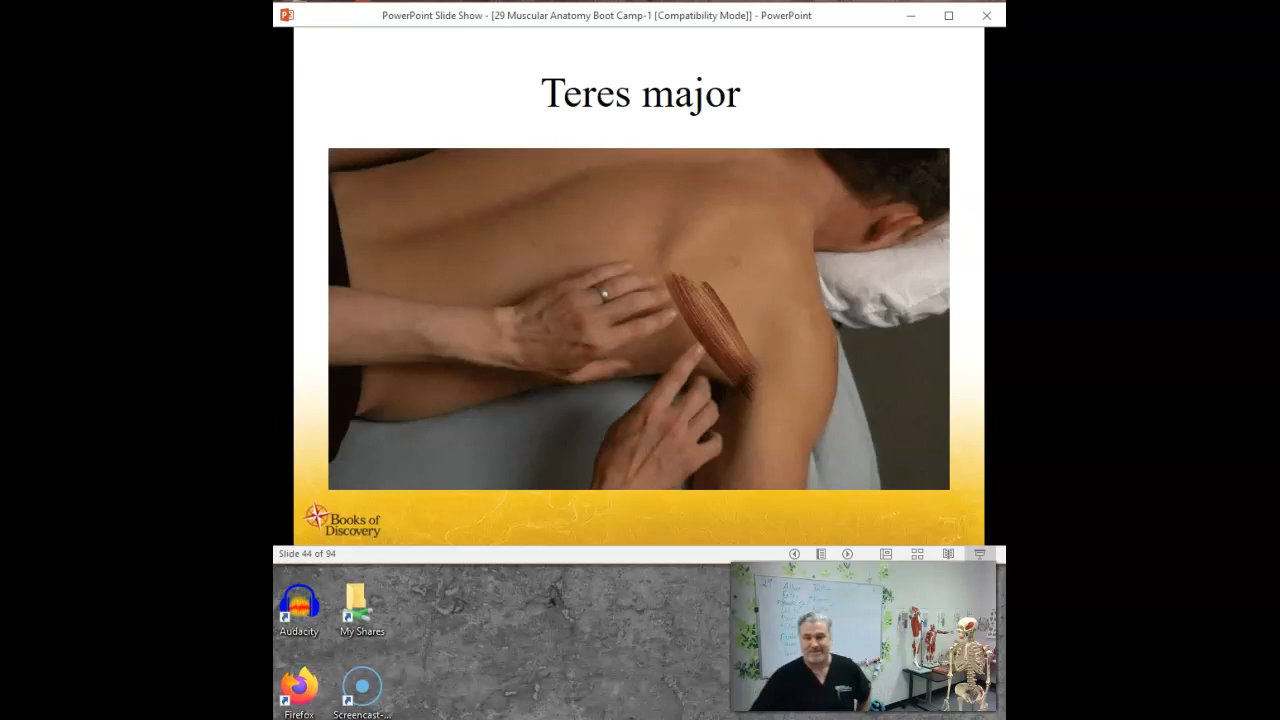 PowerPoint Slide Show - [29 Muscular Anatomy Boot Camp-1 [Compatibility Mode]] - PowerPoint
Teres major
Books of
Discovery
Slide 44 of 94
Audacity
My Shares
Firefox
Screencast-...